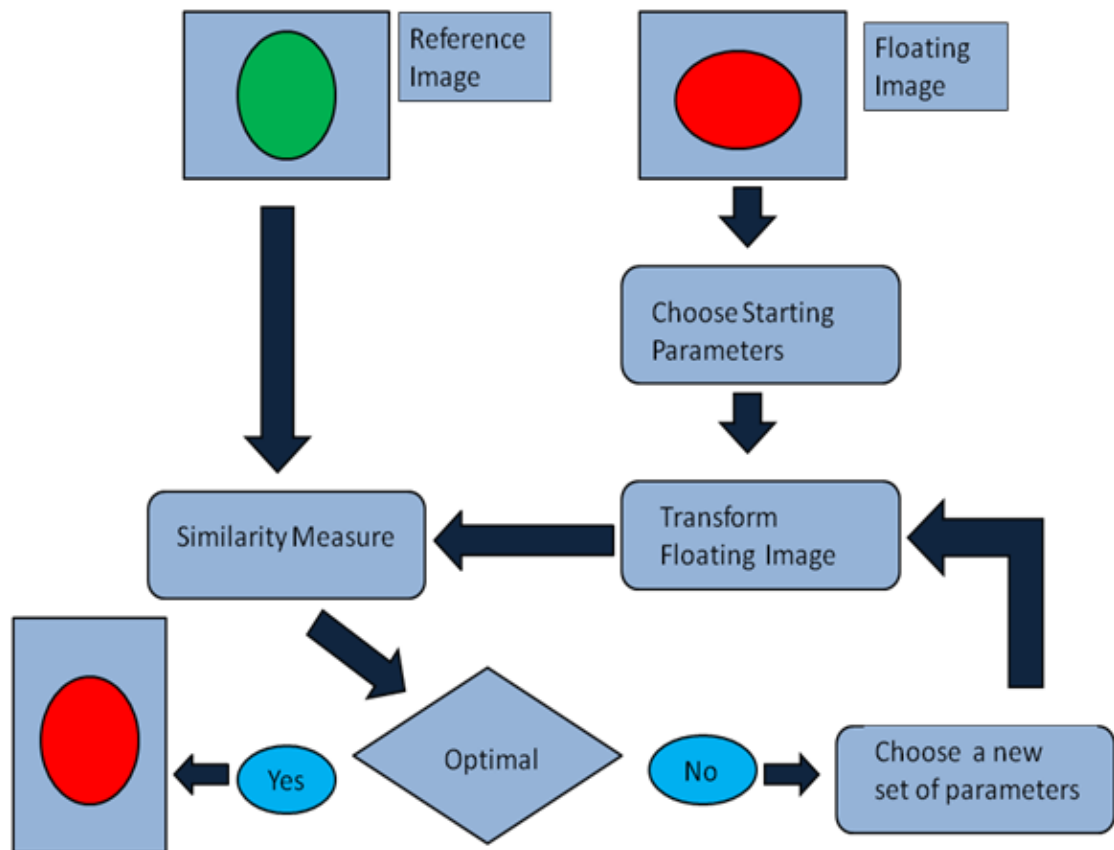 Reference
Image
Floating
Image
Choose Starting
Parameters
Similarity Measure
Transform
Floating Image
Optimal
Yes
No
Choose a new
set of parameters